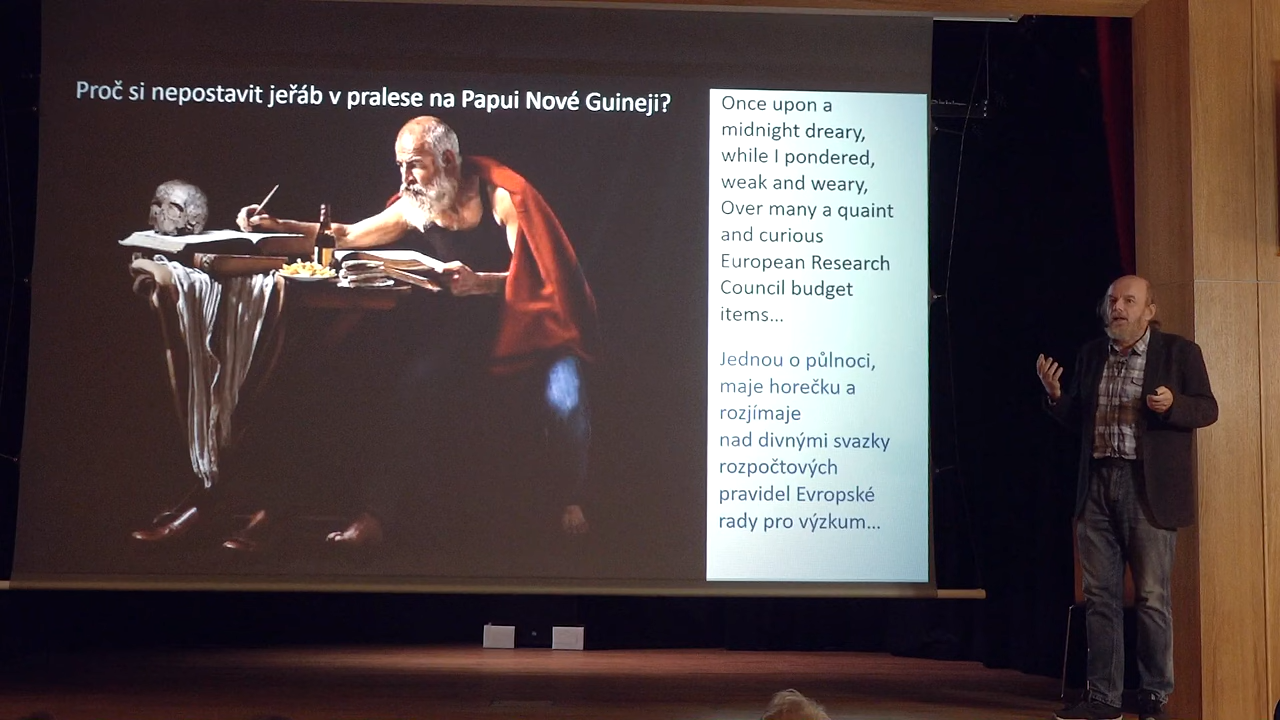 Proč si nepostavit jeřáb v pralese na Papui Nové Guineji?
Once upon a
midnight dreary,
while I pondered,
weak and weary,
Over many a quaint
and curious
European Research
Council budget
items...
Jednou o půlnoci,
maje horečku a
rozjímaje
nad divnými svazky
rozpočtových
pravidel Evropské
rady pro výzkum...